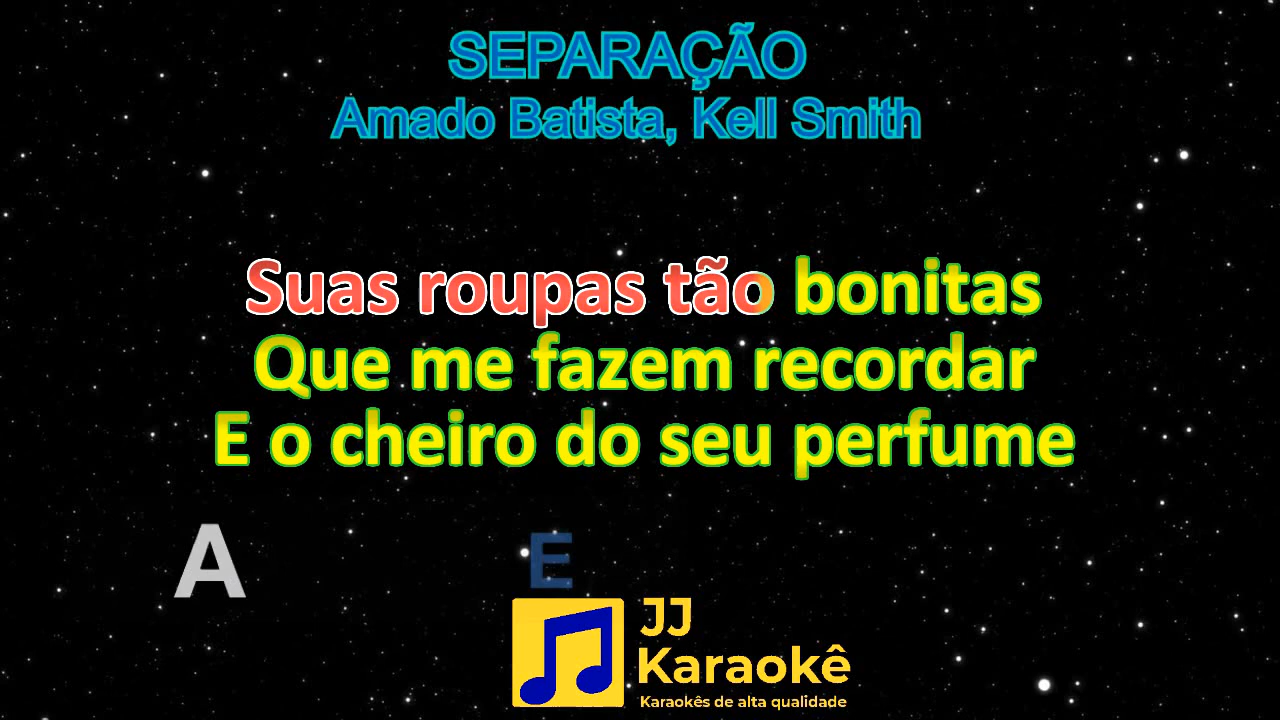 SEPARAÇÃO
Amado Batista, Kell Smith
Suas roupas tão bonitas
Que me fazem recordar
E o cheiro do seu perfume
A E
JJ
Karaokê
Karaokês de alta qualidade